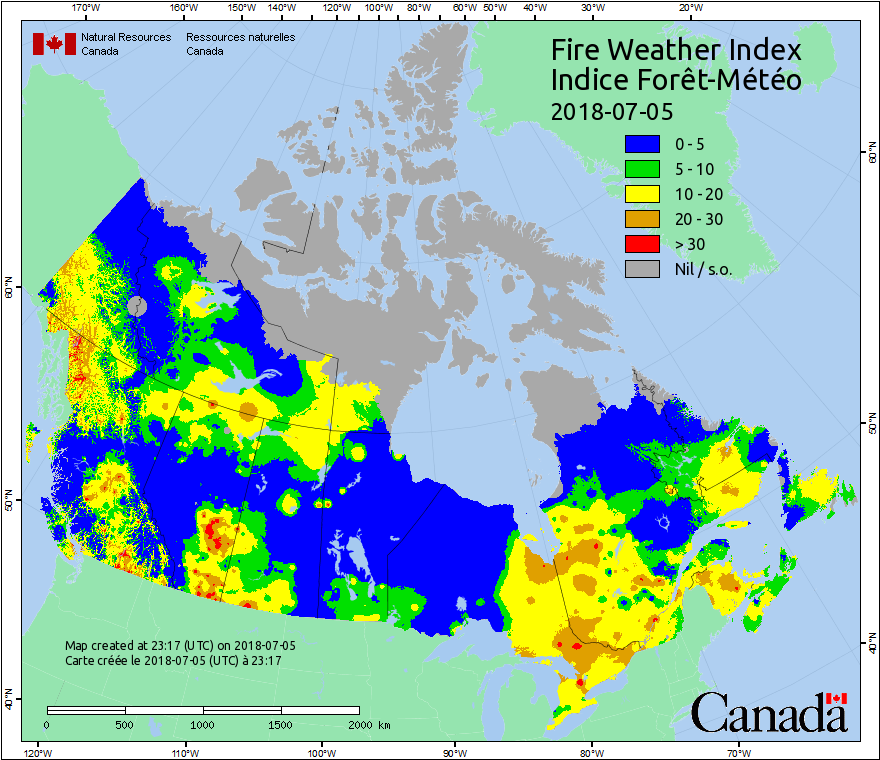 170°W 160°W 150°W 140°W 120°W 100°W 80°W 60°W 50°W 40°W 30°W 20°W
Natural Resources Canada
Ressources naturelles Canada
Fire Weather Index
Indice Forêt-Météo
2018-07-05
0 - 5
5 - 10
10 - 20
20 - 30
> 30
Nil / s.o.
60°N
50°N
40°N
60°N
50°N
40°N
Map created at 23:17 (UTC) on 2018-07-05
Carte créée le 2018-07-05 (UTC) à 23:17
0 500 1000 1500 2000 km
Canada
120°W 110°W 100°W 90°W 80°W 70°W